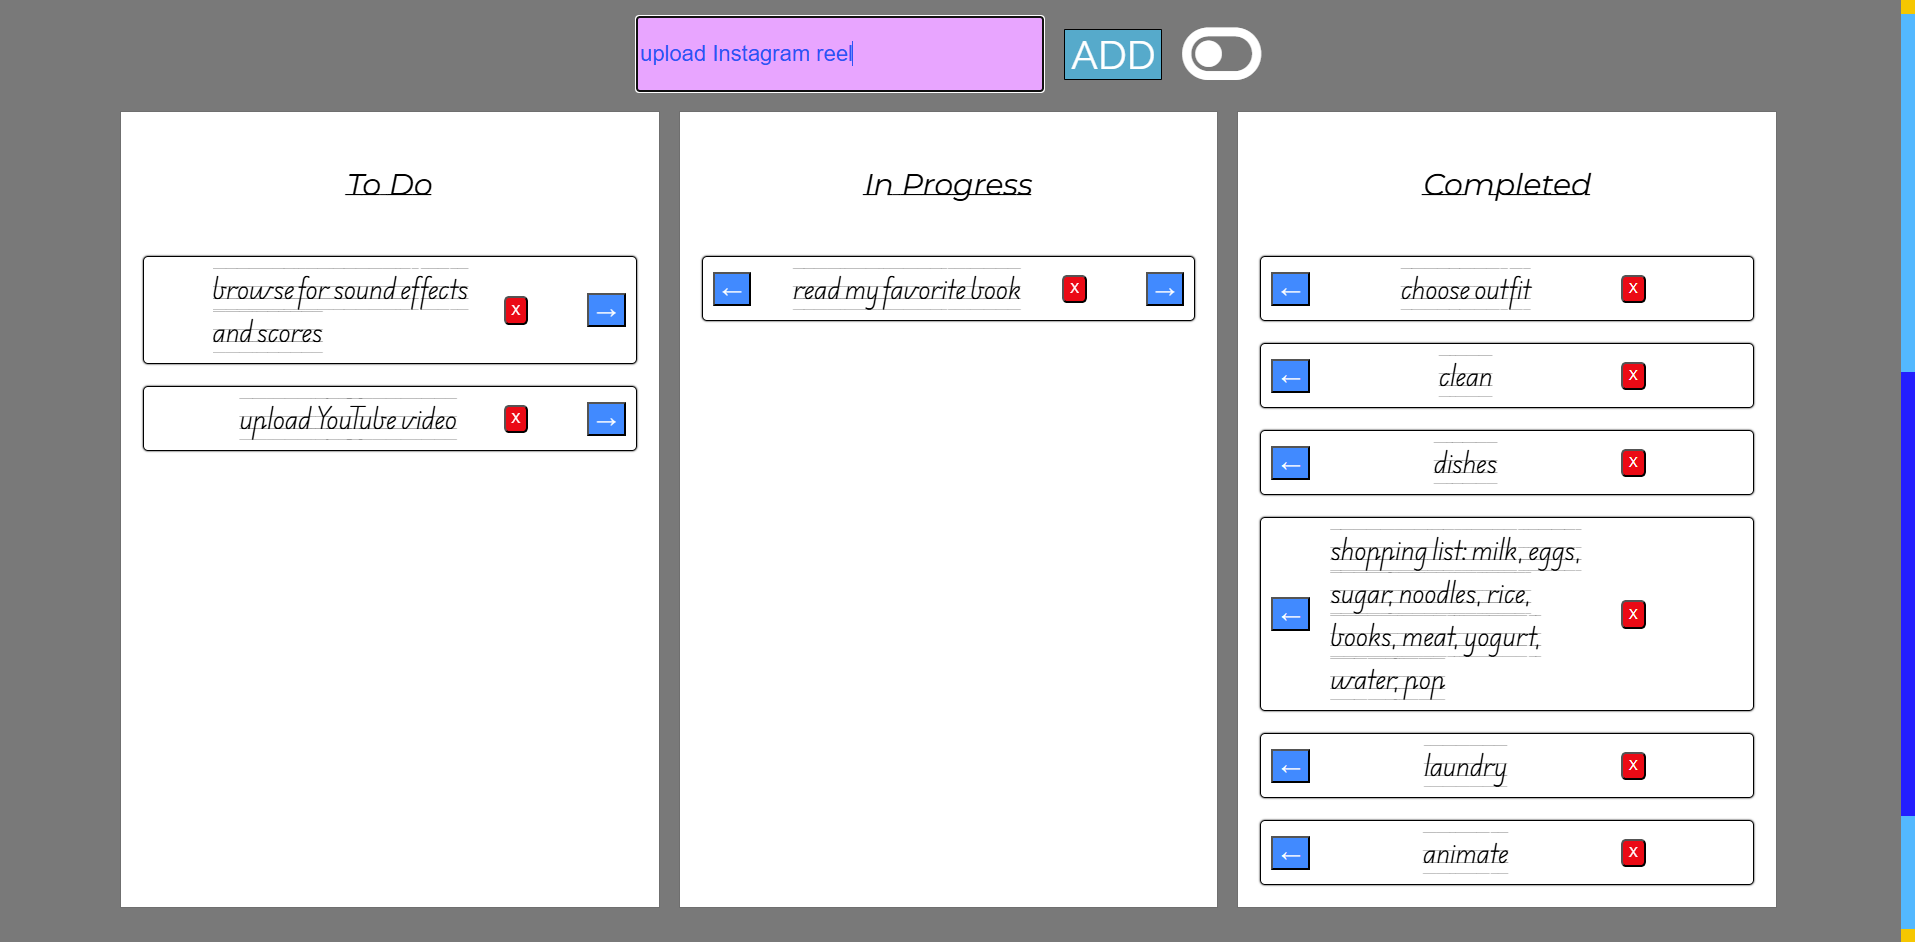 upload Instagram reel
ADD
To Do
browse for sound effects
and scores
x
→
upload YouTube video
x
→
In Progress
←
read my favorite book
x
→
Completed
←
choose outfit
x
←
clean
x
←
dishes
x
←
shopping list: milk, eggs,
sugar, noodles, rice,
books, meat, yogurt,
water, pop
x
←
laundry
x
←
animate
x